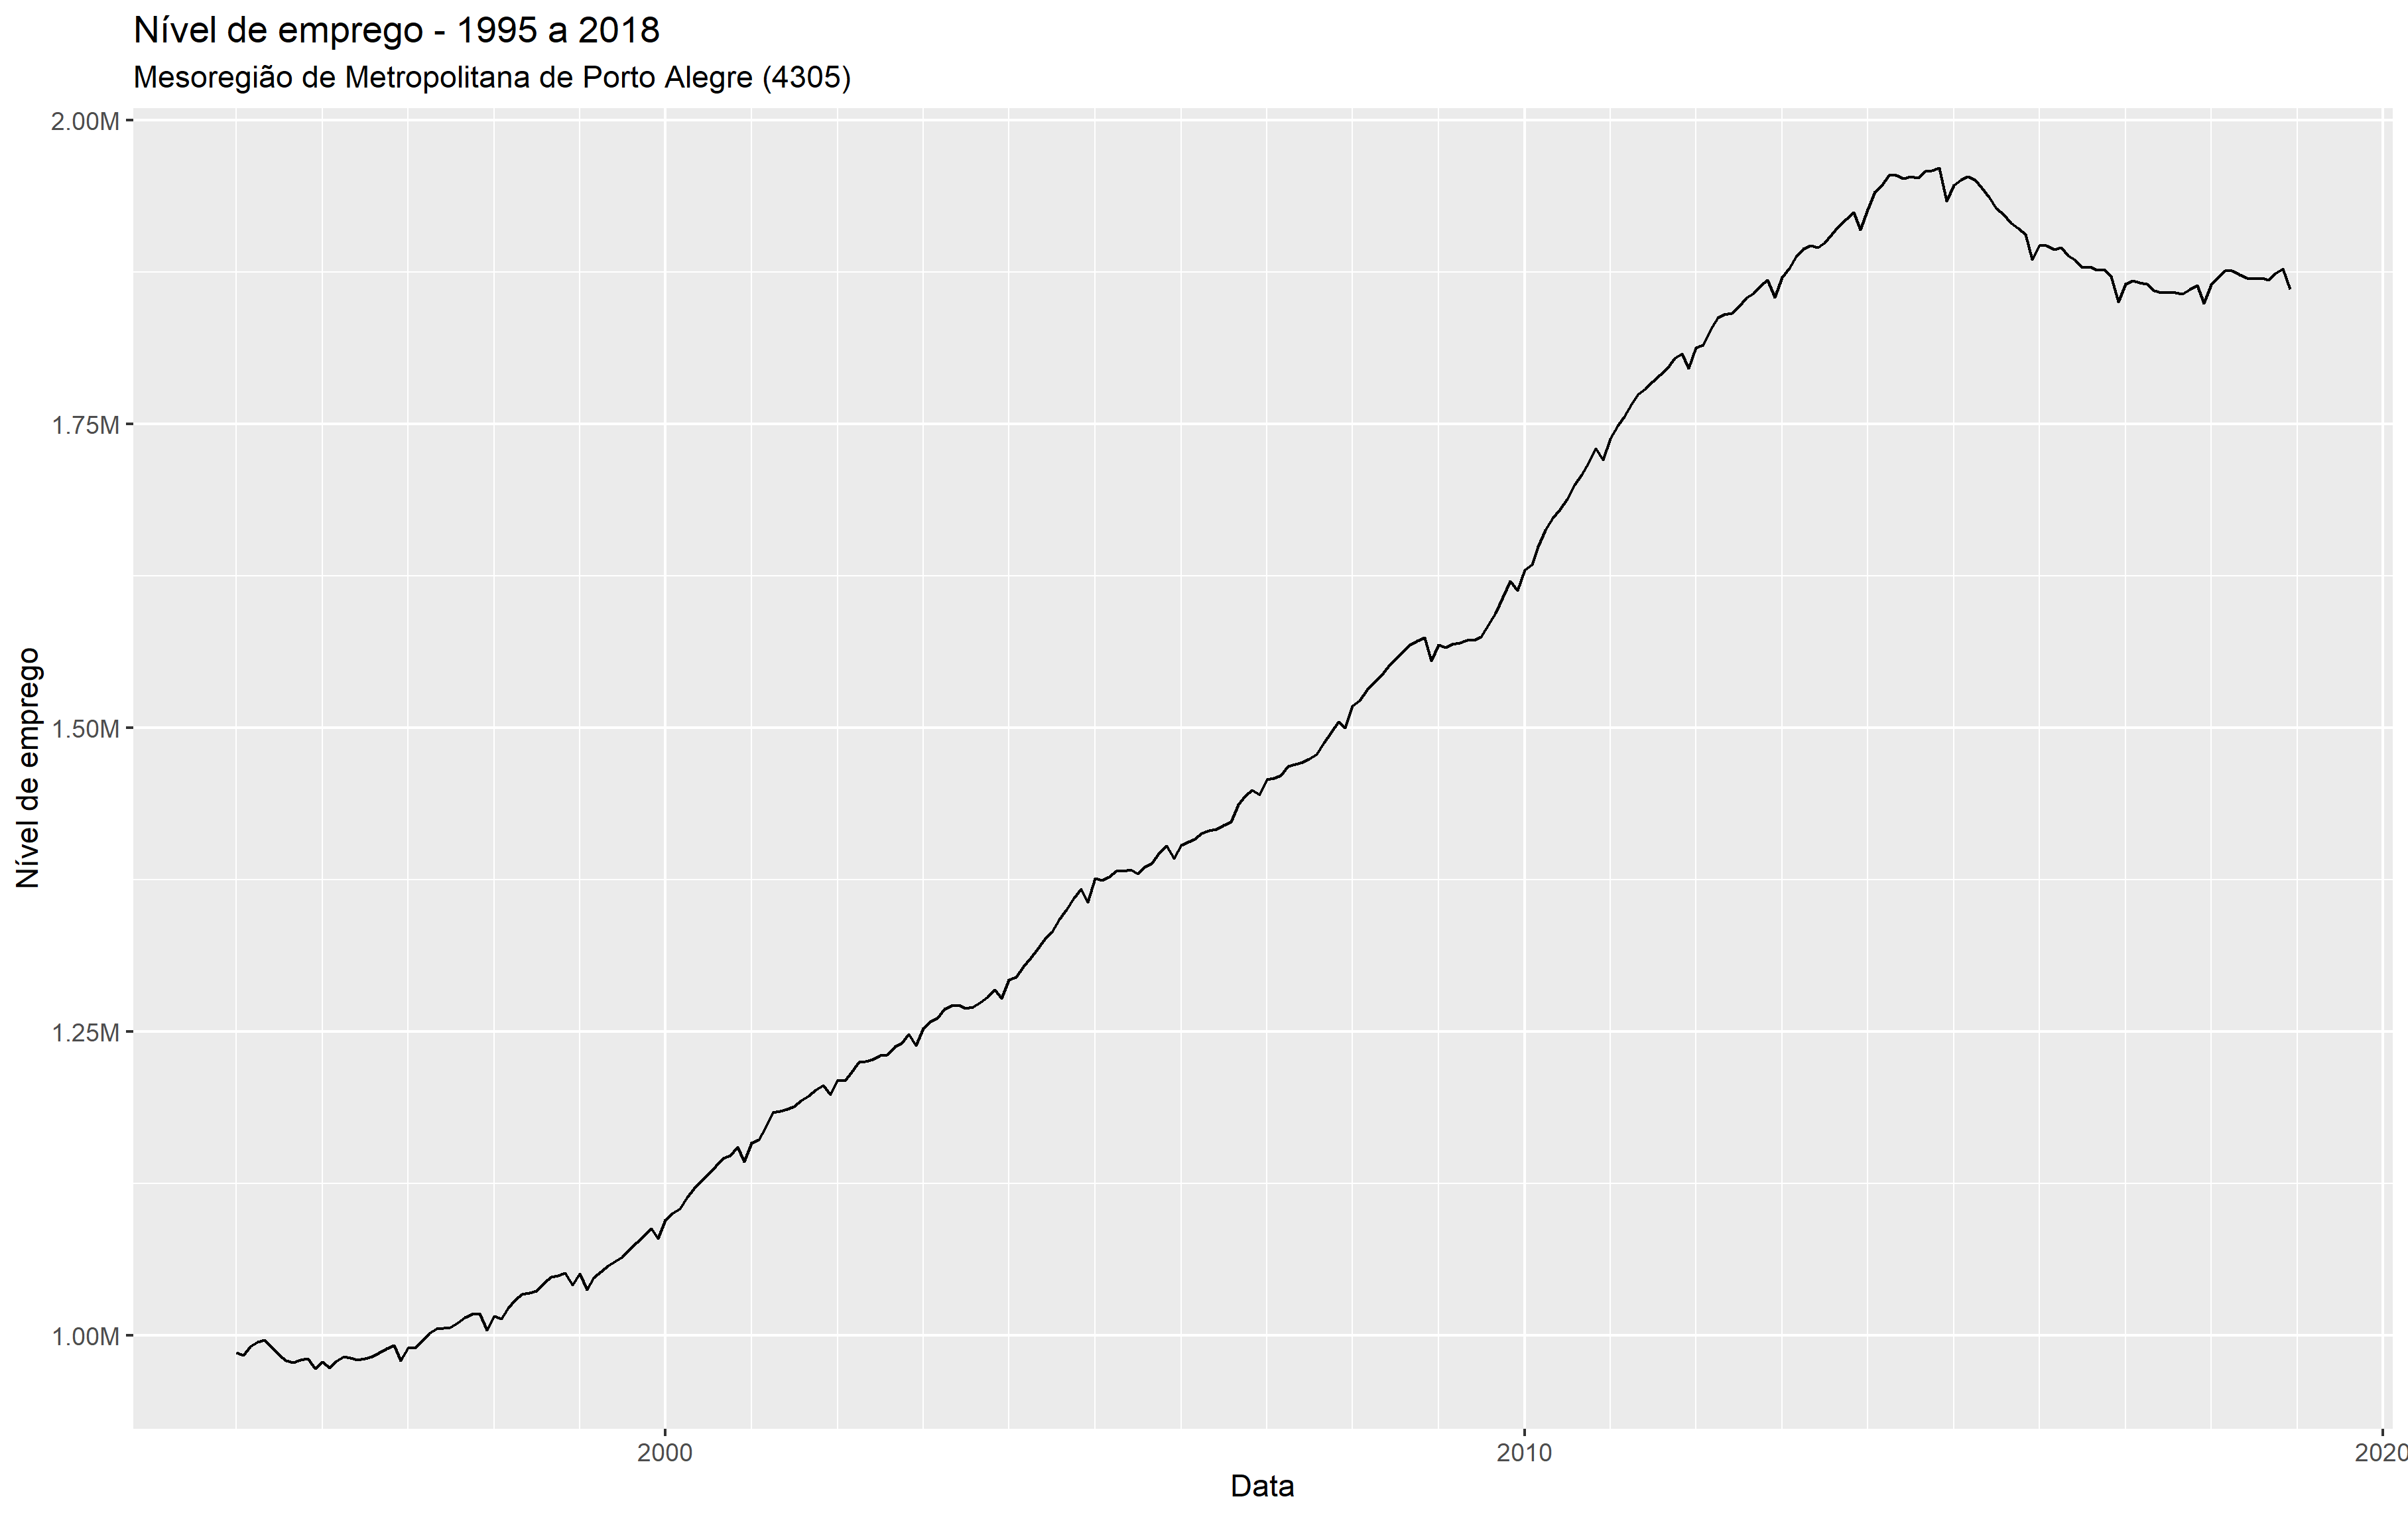 Nível de emprego - 1995 a 2018
Mesoregião de Metropolitana de Porto Alegre (4305)
2.00M
1.75M
1.50M
1.25M
1.00M
Nível de emprego
2000
2010
2020
Data